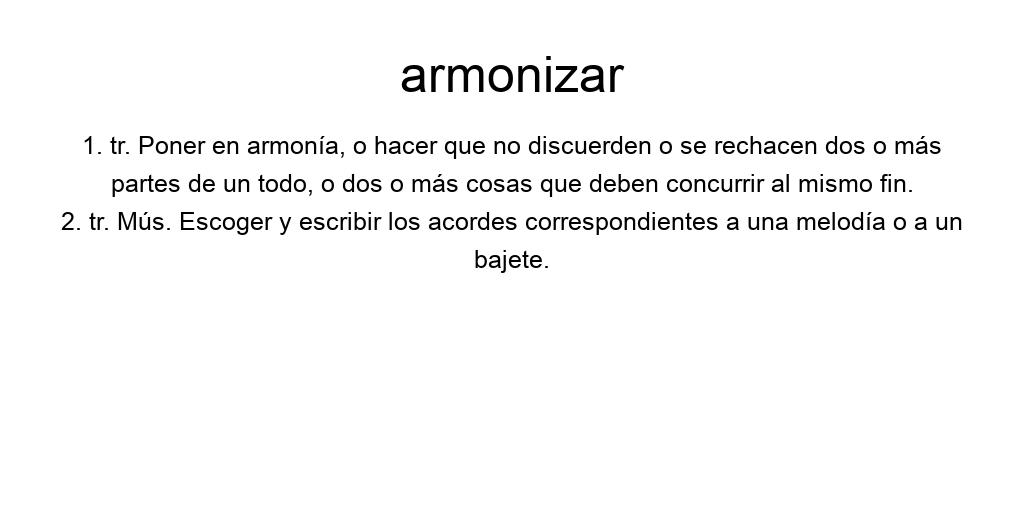 armonizar
1. tr. Poner en armonía, o hacer que no discuerden o se rechacen dos o más
partes de un todo, o dos o más cosas que deben concurrir al mismo fin.
2. tr. Mús. Escoger y escribir los acordes correspondientes a una melodía o a un
bajete.